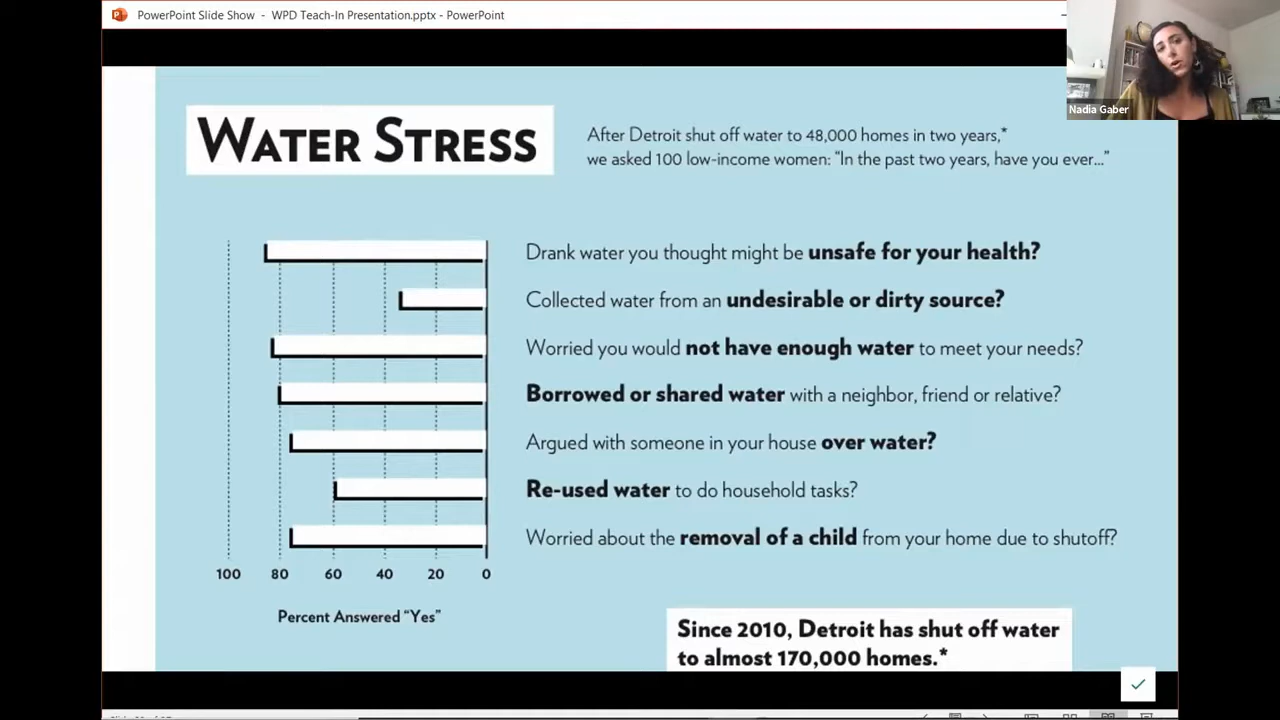 PowerPoint Slide Show - WPD Teach-In Presentation.pptx - PowerPoint
Nadia Gaber
WATER STRESS
After Detroit shut off water to 48,000 homes in two years,*
we asked 100 low-income women: “In the past two years, have you ever...”
Drank water you thought might be unsafe for your health?
Collected water from an undesirable or dirty source?
Worried you would not have enough water to meet your needs?
Borrowed or shared water with a neighbor, friend or relative?
Argued with someone in your house over water?
Re-used water to do household tasks?
Worried about the removal of a child from your home due to shutoff?
100 80 60 40 20 0
Percent Answered “Yes”
Since 2010, Detroit has shut off water
to almost 170,000 homes.*